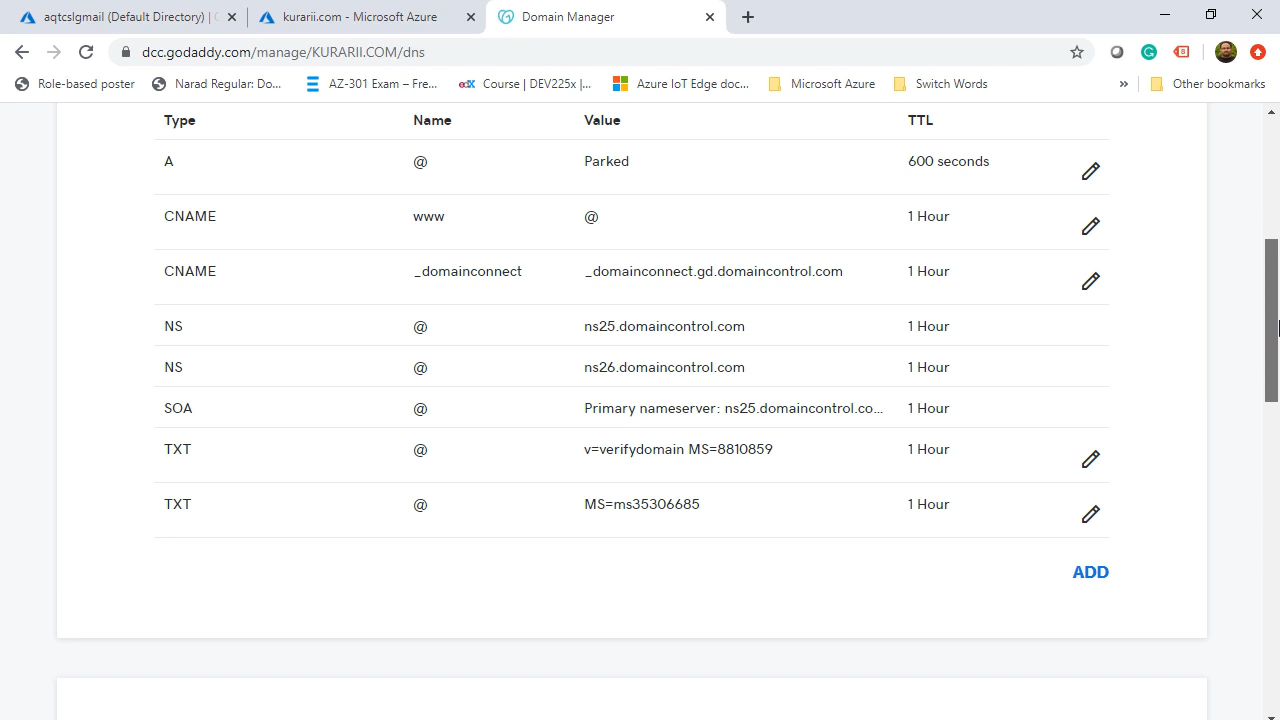 aqtcslgmail (Default Directory) |
kurarii.com - Microsoft Azure
Domain Manager
dcc.godaddy.com/manage/KURARII.COM/dns
Role-based poster
Narad Regular: Do...
AZ-301 Exam – Fre...
edX Course | DEV225x |...
Azure IoT Edge doc...
Microsoft Azure
Switch Words
»
Other bookmarks
Type Name Value TTL
A @ Parked 600 seconds
CNAME www @ 1 Hour
CNAME _domainconnect _domainconnect.gd.domaincontrol.com 1 Hour
NS @ ns25.domaincontrol.com 1 Hour
NS @ ns26.domaincontrol.com 1 Hour
SOA @ Primary nameserver: ns25.domaincontrol.co... 1 Hour
TXT @ v=verifydomain MS=8810859 1 Hour
TXT @ MS=ms35306685 1 Hour
ADD